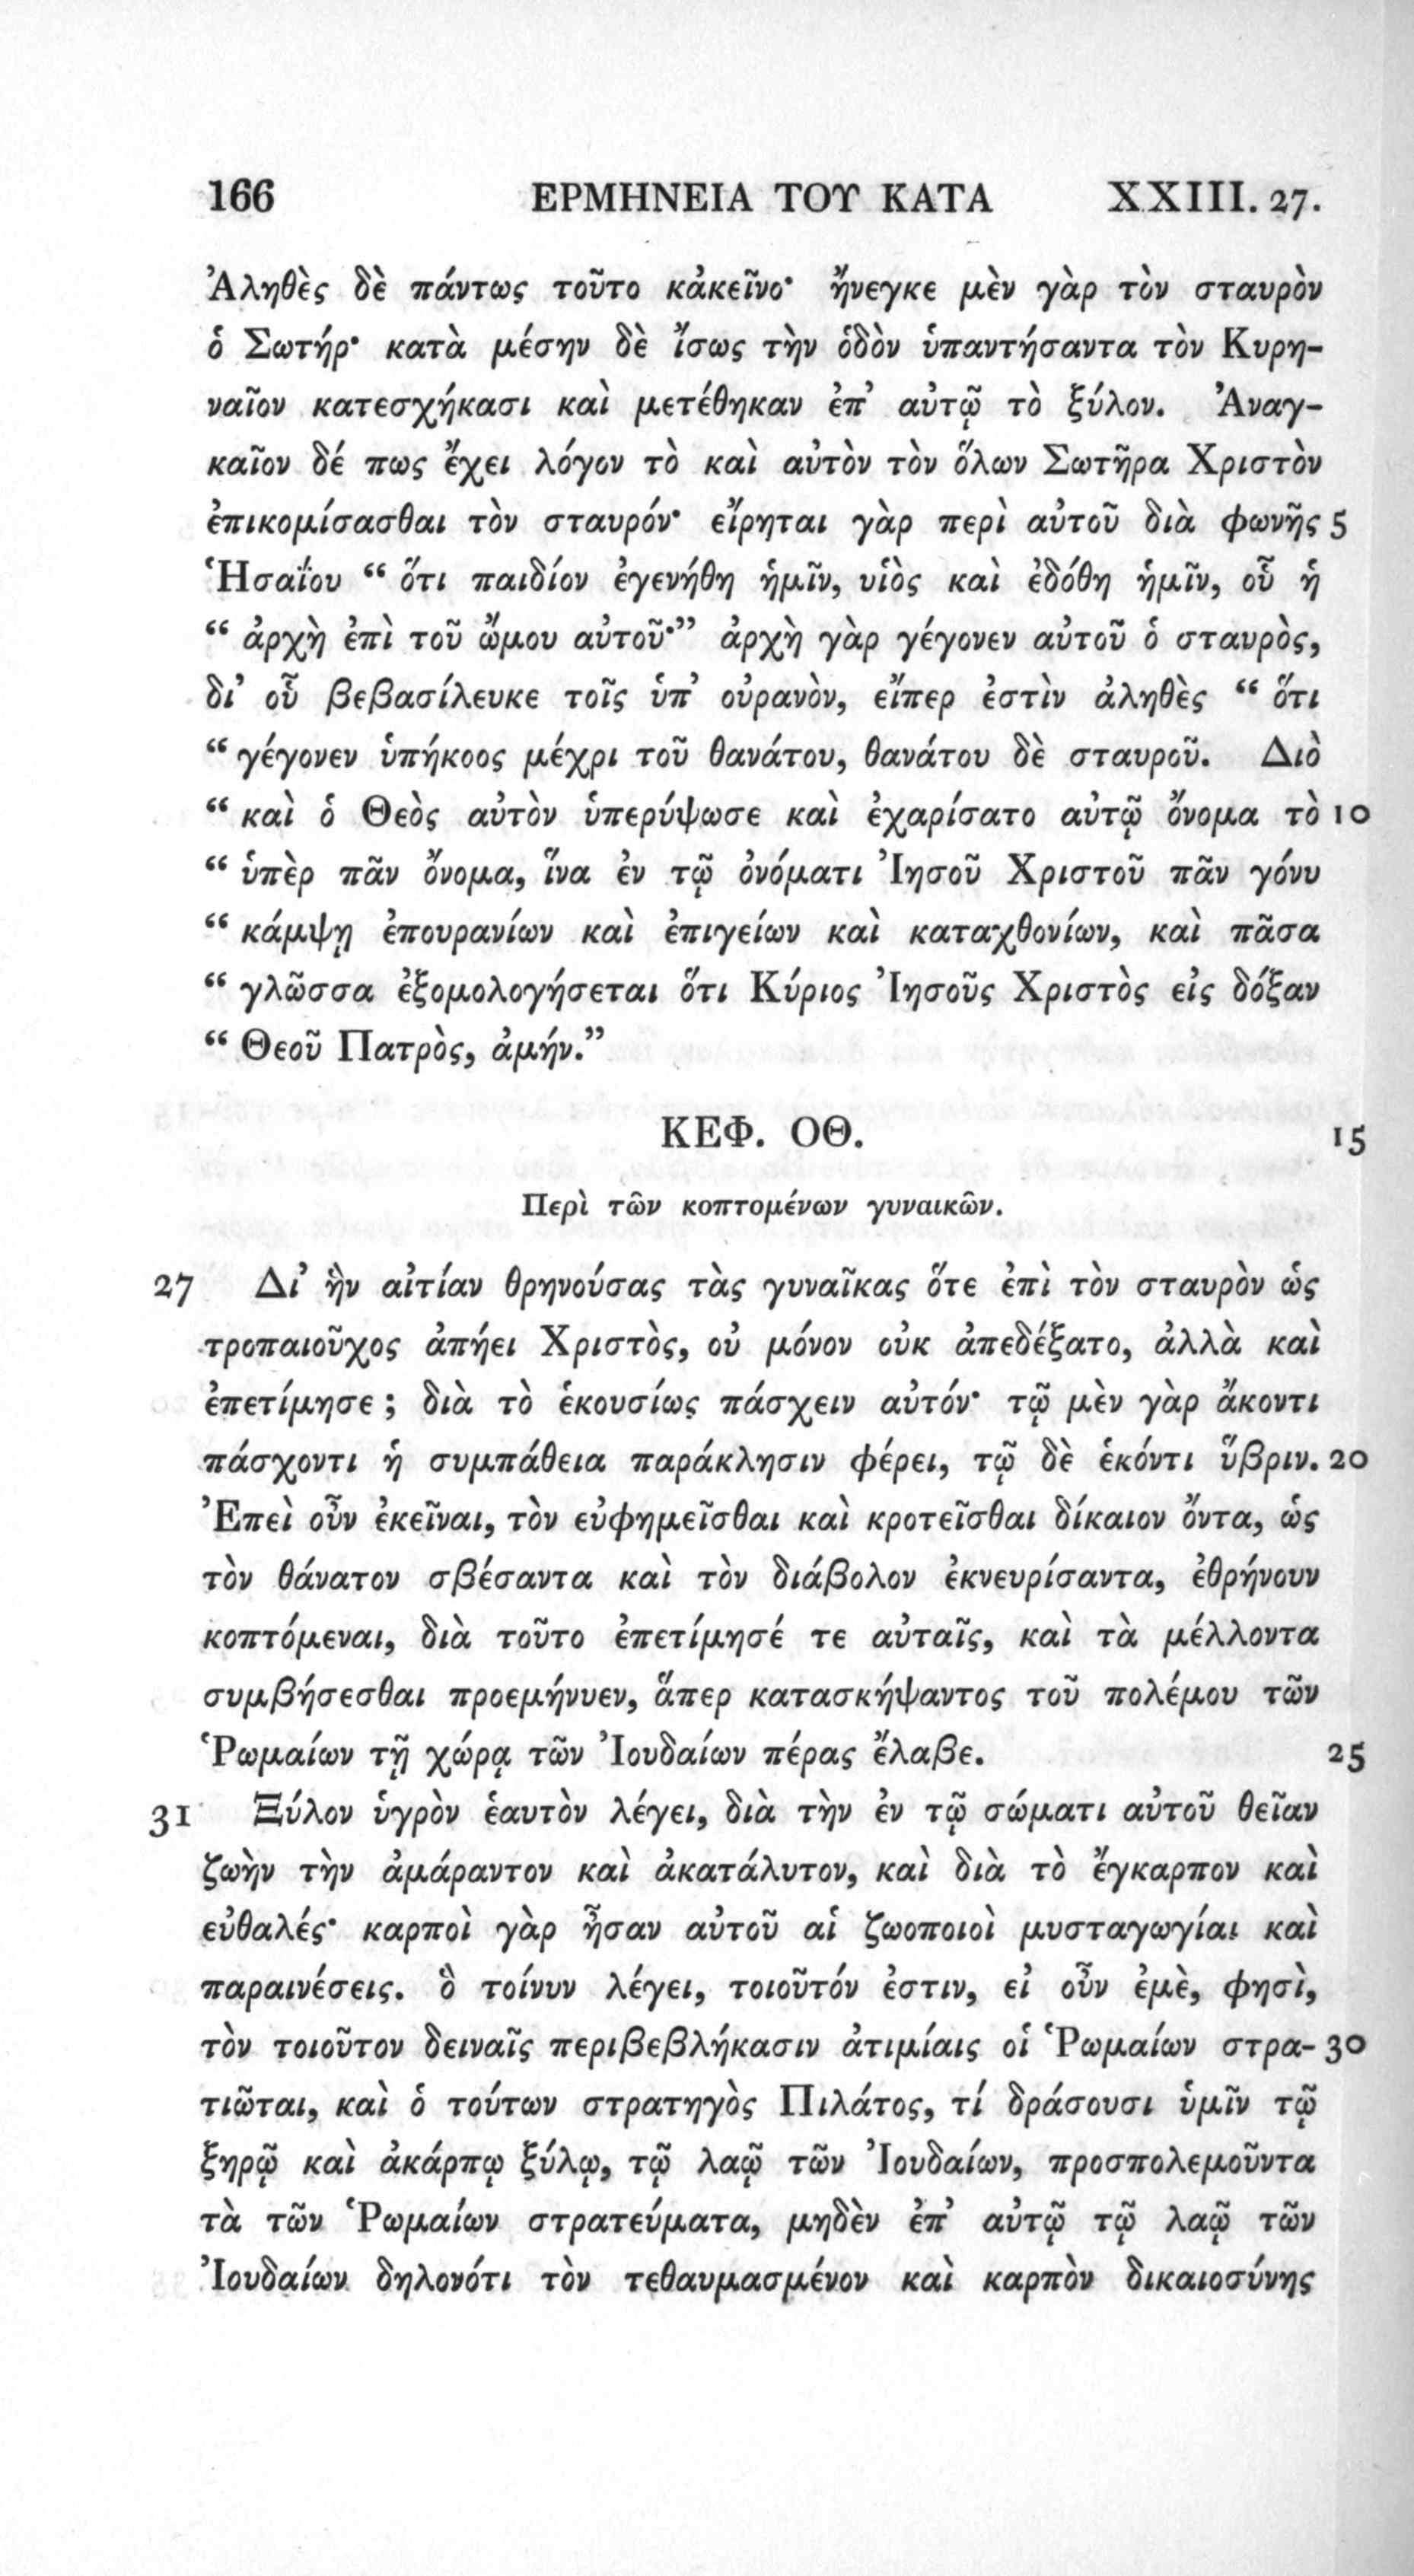 166 ΕΡΜΗΝΕΙΑ ΤΟΥ ΚΑΤΑ XXIII. 27.
Ἀληθὲς δὲ πάντως τοῦτο κἀκεῖνο· ἤνεγκε μὲν γὰρ τὸν σταυρὸν
ὁ Σωτήρ· κατὰ μέσην δὲ ἴσως τὴν ὁδὸν ὑπαντήσαντα τὸν Κυρη-
ναῖον κατεσχήκασι καὶ μετέθηκαν ἐπ’ αὐτῷ τὸ ξύλον. Ἀναγ-
καῖον δέ πως ἔχει λόγον τὸ καὶ αὐτὸν τὸν ὅλων Σωτῆρα Χριστὸν
ἐπικομίσασθαι τὸν σταυρόν· εἴρηται γὰρ περὶ αὐτοῦ διὰ φωνῆς 5
Ἡσαΐου “ ὅτι παιδίον ἐγενήθη ἡμῖν, υἱὸς καὶ ἐδόθη ἡμῖν, οὗ ἡ
“ ἀρχὴ ἐπὶ τοῦ ὤμου αὐτοῦ·” ἀρχὴ γὰρ γέγονεν αὐτοῦ ὁ σταυρὸς,
δι’ οὗ βεβασίλευκε τοῖς ὑπ’ οὐρανὸν, εἴπερ ἐστὶν ἀληθὲς “ ὅτι
“ γέγονεν ὑπήκοος μέχρι τοῦ θανάτου, θανάτου δὲ σταυροῦ. Διὸ
“ καὶ ὁ Θεὸς αὐτὸν ὑπερύψωσε καὶ ἐχαρίσατο αὐτῷ ὄνομα τὸ 10
“ ὑπὲρ πᾶν ὄνομα, ἵνα ἐν τῷ ὀνόματι Ἰησοῦ Χριστοῦ πᾶν γόνυ
“ κάμψῃ ἐπουρανίων καὶ ἐπιγείων καὶ καταχθονίων, καὶ πᾶσα
“ γλῶσσα ἐξομολογήσεται ὅτι Κύριος Ἰησοῦς Χριστὸς εἰς δόξαν
“ Θεοῦ Πατρὸς, ἀμήν.”
ΚΕΦ. ΟΘ. 15
Περὶ τῶν κοπτομένων γυναικῶν.
27 Δι’ ἣν αἰτίαν θρηνούσας τὰς γυναῖκας ὅτε ἐπὶ τὸν σταυρὸν ὡς
τροπαιοῦχος ἀπῄει Χριστὸς, οὐ μόνον οὐκ ἀπεδέξατο, ἀλλὰ καὶ
ἐπετίμησε ; διὰ τὸ ἑκουσίως πάσχειν αὐτόν· τῷ μὲν γὰρ ἄκοντι
πάσχοντι ἡ συμπάθεια παράκλησιν φέρει, τῷ δὲ ἑκόντι ὕβριν. 20
Ἐπεὶ οὖν ἐκεῖναι, τὸν εὐφημεῖσθαι καὶ κροτεῖσθαι δίκαιον ὄντα, ὡς
τὸν θάνατον σβέσαντα καὶ τὸν διάβολον ἐκνευρίσαντα, ἐθρήνουν
κοπτόμεναι, διὰ τοῦτο ἐπετίμησέ τε αὐταῖς, καὶ τὰ μέλλοντα
συμβήσεσθαι προεμήνυεν, ἅπερ κατασκήψαντος τοῦ πολέμου τῶν
Ῥωμαίων τῇ χώρᾳ τῶν Ἰουδαίων πέρας ἔλαβε. 25
31 Ξύλον ὑγρὸν ἑαυτὸν λέγει, διὰ τὴν ἐν τῷ σώματι αὐτοῦ θεῖαν
ζωὴν τὴν ἀμάραντον καὶ ἀκατάλυτον, καὶ διὰ τὸ ἔγκαρπον καὶ
εὐθαλές· καρποὶ γὰρ ἦσαν αὐτοῦ αἱ ζωοποιοὶ μυσταγωγίαι καὶ
παραινέσεις. ὃ τοίνυν λέγει, τοιοῦτόν ἐστιν, εἰ οὖν ἐμὲ, φησὶ,
τὸν τοιοῦτον δειναῖς περιβεβλήκασιν ἀτιμίαις οἱ Ῥωμαίων στρα- 30
τιῶται, καὶ ὁ τούτων στρατηγὸς Πιλάτος, τί δράσουσι ὑμῖν τῷ
ξηρῷ καὶ ἀκάρπῳ ξύλῳ, τῷ λαῷ τῶν Ἰουδαίων, προσπολεμοῦντα
τὰ τῶν Ῥωμαίων στρατεύματα, μηδὲν ἐπ’ αὐτῷ τῷ λαῷ τῶν
Ἰουδαίων δηλονότι τὸν τεθαυμασμένον καὶ καρπὸν δικαιοσύνης